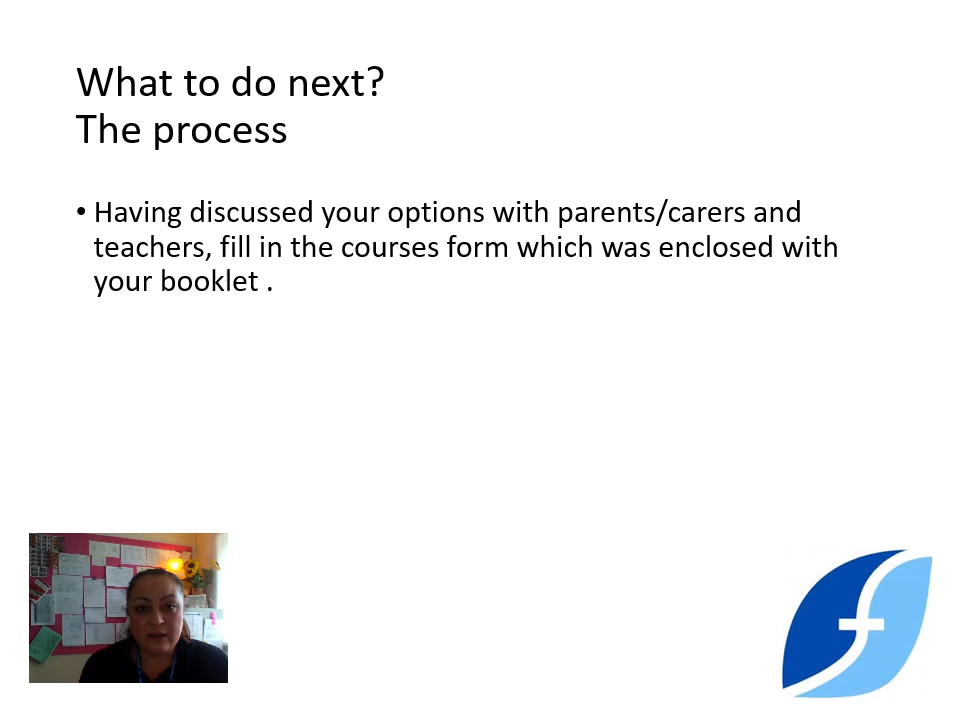 What to do next?
The process
• Having discussed your options with parents/carers and
teachers, fill in the courses form which was enclosed with
your booklet .